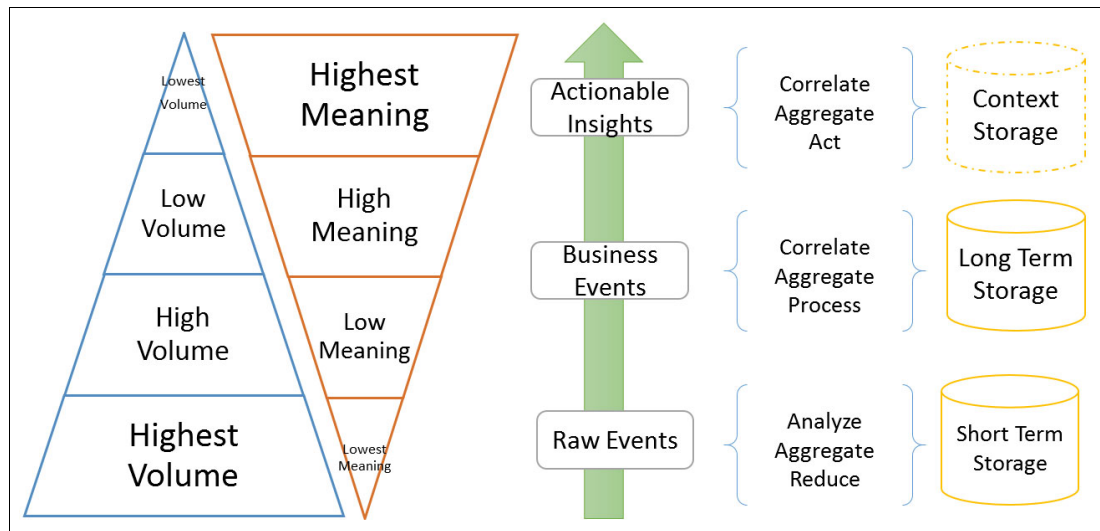 Lowest
Volume
Low
Volume
High
Volume
Highest
Volume
Highest
Meaning
High
Meaning
Low
Meaning
Lowest
Meaning
Actionable
Insights
Business
Events
Raw Events
Correlate
Aggregate
Act
Correlate
Aggregate
Process
Analyze
Aggregate
Reduce
Context
Storage
Long Term
Storage
Short Term
Storage